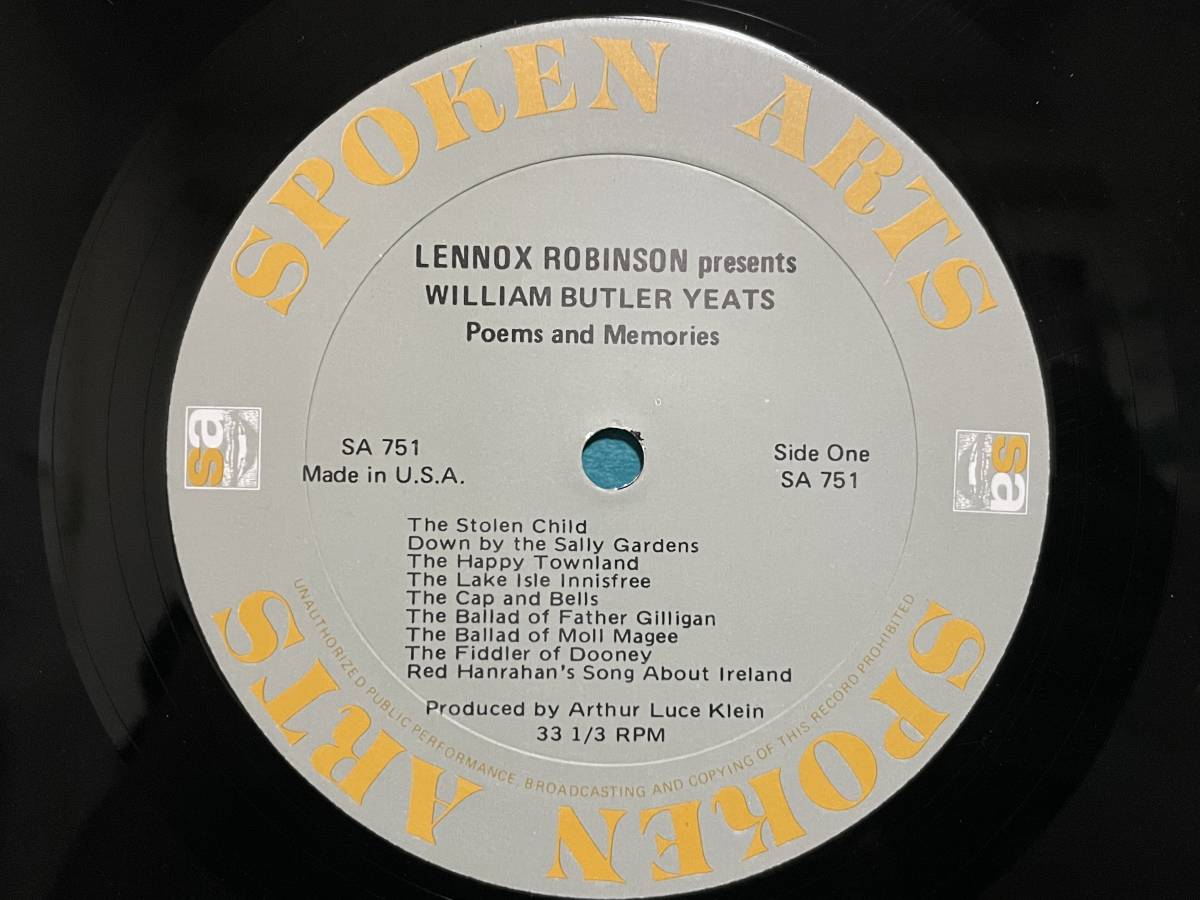 SPOKEN ARTS
LENNOX ROBINSON presents
WILLIAM BUTLER YEATS
Poems and Memories
sa
sa
SA 751
Made in U.S.A.
Side One
SA 751
The Stolen Child
Down by the Sally Gardens
The Happy Townland
The Lake Isle Innisfree
The Cap and Bells
The Ballad of Father Gilligan
The Ballad of Moll Magee
The Fiddler of Dooney
Red Hanrahan's Song About Ireland
Produced by Arthur Luce Klein
33 1/3 RPM
UNAUTHORIZED PUBLIC PERFORMANCE, BROADCASTING AND COPYING OF THIS RECORD PROHIBITED
SPOKEN ARTS